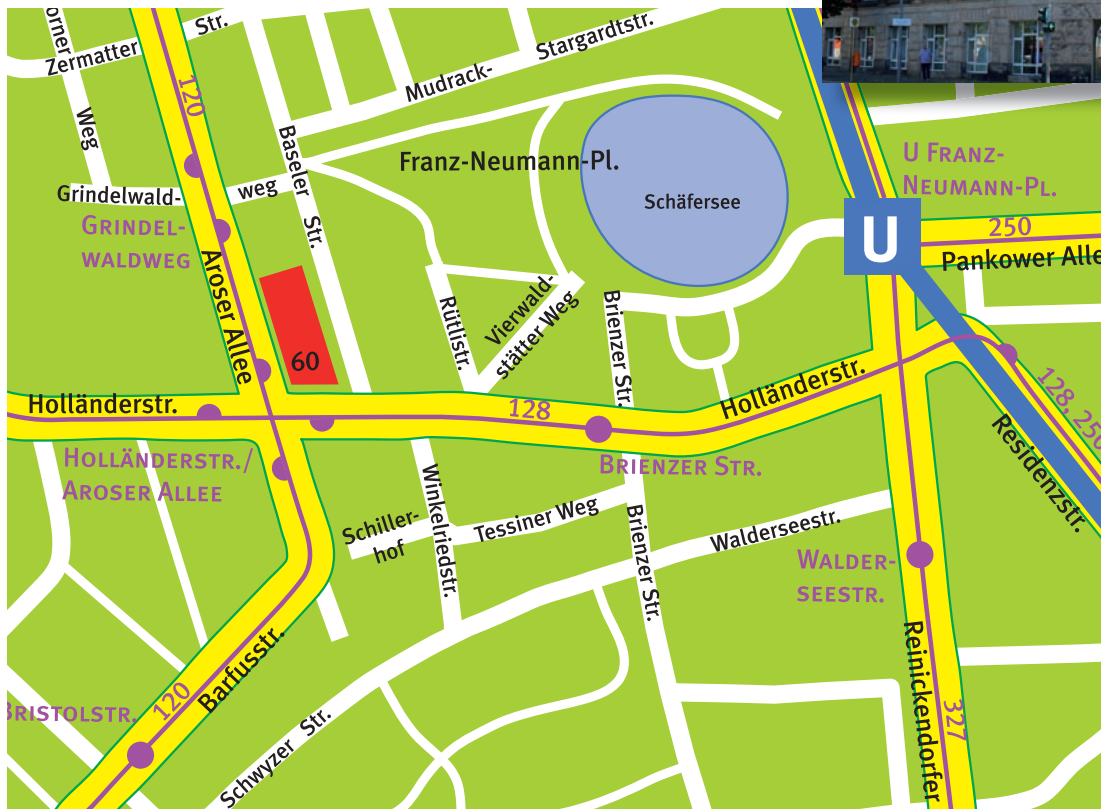 orner
Weg
Zermatter Str.
120
Baseler Str.
Mudrack-
Stargardtstr.
Franz-Neumann-Pl.
Schäfersee
U FRANZ-
NEUMANN-PL.
U
250
Pankower Alle
Grindelwald-
weg
GRINDEL-
WALDWEG
Aroser Allee
60
Rütlistr.
Vierwald-
stätter Weg
Brienzer Str.
Holländerstr.
128
Holländerstr.
128, 250
Residenzstr.
HOLLÄNDERSTR./
AROSER ALLEE
BRIENZER STR.
Schiller-
hof
Winkelriedstr.
Tessiner Weg
Brienzer Str.
Walderseestr.
WALDER-
SEESTR.
Barfusstr.
120
BRISTOLSTR.
Schwyzer Str.
Reinickendorfer
327